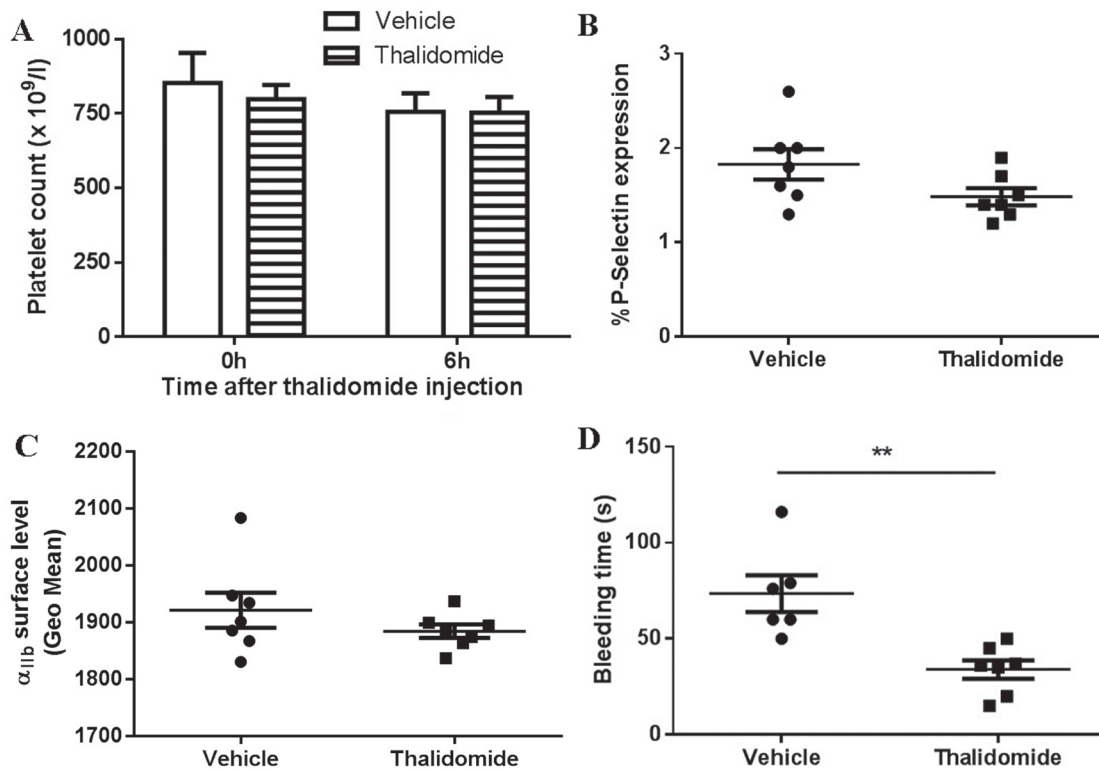 A
Vehicle
Thalidomide
Platelet count (x 10⁹/l)
1000
750
500
250
0
0h
6h
Time after thalidomide injection
B
%P-Selectin expression
3
2
1
0
Vehicle
Thalidomide
C
αIIb surface level
(Geo Mean)
2200
2100
2000
1900
1800
1700
Vehicle
Thalidomide
D
Bleeding time (s)
150
100
50
0
**
Vehicle
Thalidomide